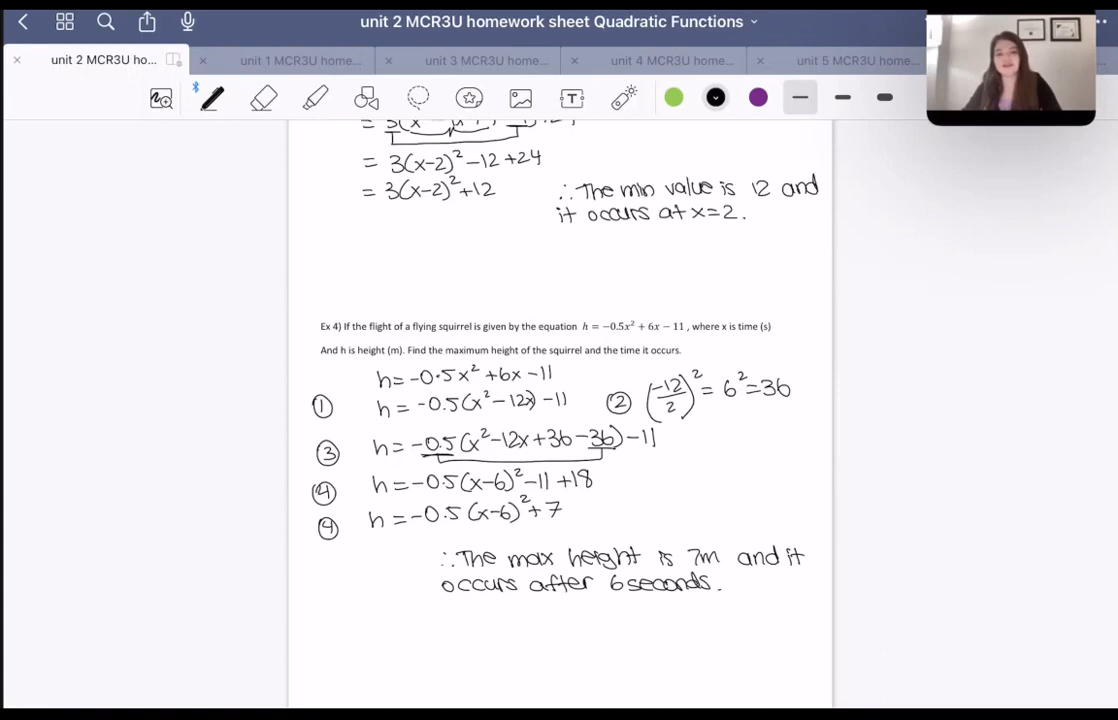 unit 2 MCR3U homework sheet Quadratic Functions
unit 2 MCR3U ho...
unit 1 MCR3U home...
unit 3 MCR3U home...
unit 4 MCR3U home...
unit 5 MCR3U home...
= 3(x-2)² -12 +24
= 3(x-2)² +12
∴ The min value is 12 and
it occurs at x=2.
Ex 4) If the flight of a flying squirrel is given by the equation h = −0.5x² + 6x − 11 , where x is time (s)
And h is height (m). Find the maximum height of the squirrel and the time it occurs.
h = -0.5x² +6x -11
① h = -0.5(x² -12x) -11
② (-12/2)² = 6² = 36
③ h = -0.5(x² -12x +36 -36) -11
④ h = -0.5(x-6)² -11 +18
④ h = -0.5(x-6)² +7
∴ The max height is 7m and it
occurs after 6 seconds.